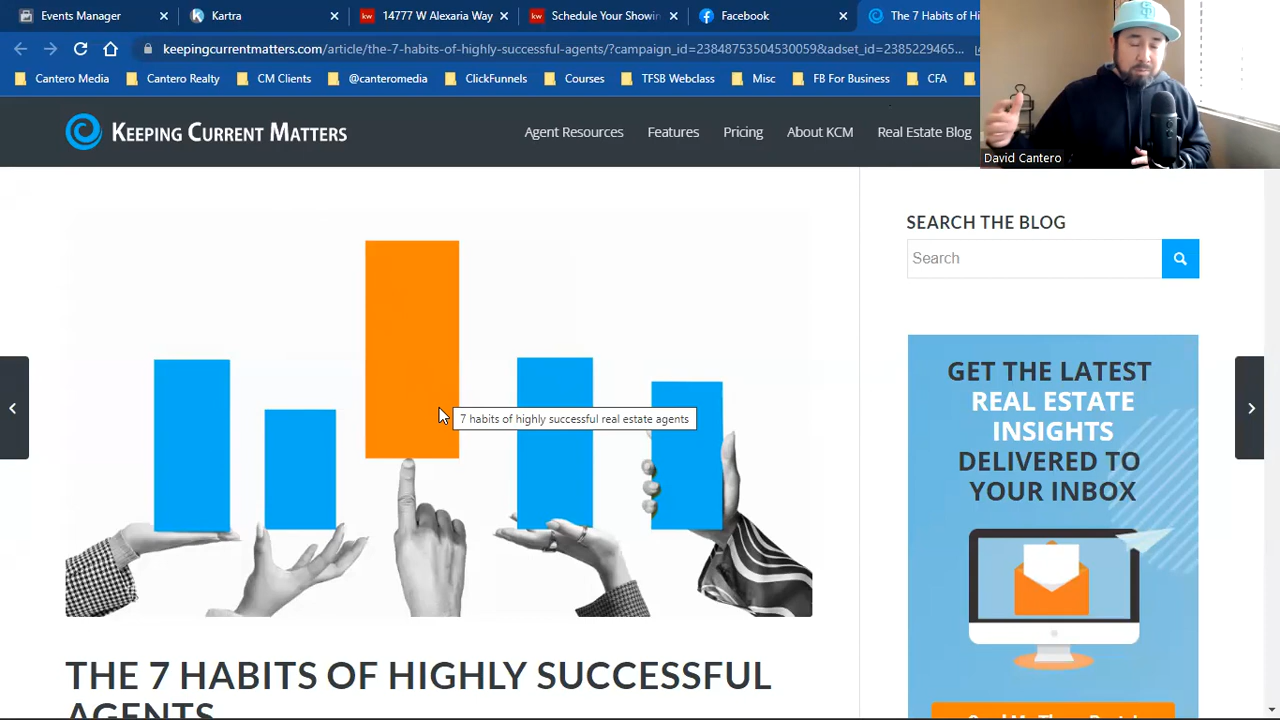 Events Manager
Kartra
kw 14777 W Alexaria Way
kw Schedule Your Showin
Facebook
The 7 Habits of Hi
keepingcurrentmatters.com/article/the-7-habits-of-highly-successful-agents/?campaign_id=23848753504530059&adset_id=2385229465...
Cantero Media
Cantero Realty
CM Clients
@canteromedia
ClickFunnels
Courses
TFSB Webclass
Misc
FB For Business
CFA
KEEPING CURRENT MATTERS
Agent Resources
Features
Pricing
About KCM
Real Estate Blog
David Cantero
SEARCH THE BLOG
Search
7 habits of highly successful real estate agents
GET THE LATEST
REAL ESTATE
INSIGHTS
DELIVERED TO
YOUR INBOX
THE 7 HABITS OF HIGHLY SUCCESSFUL
AGENTS